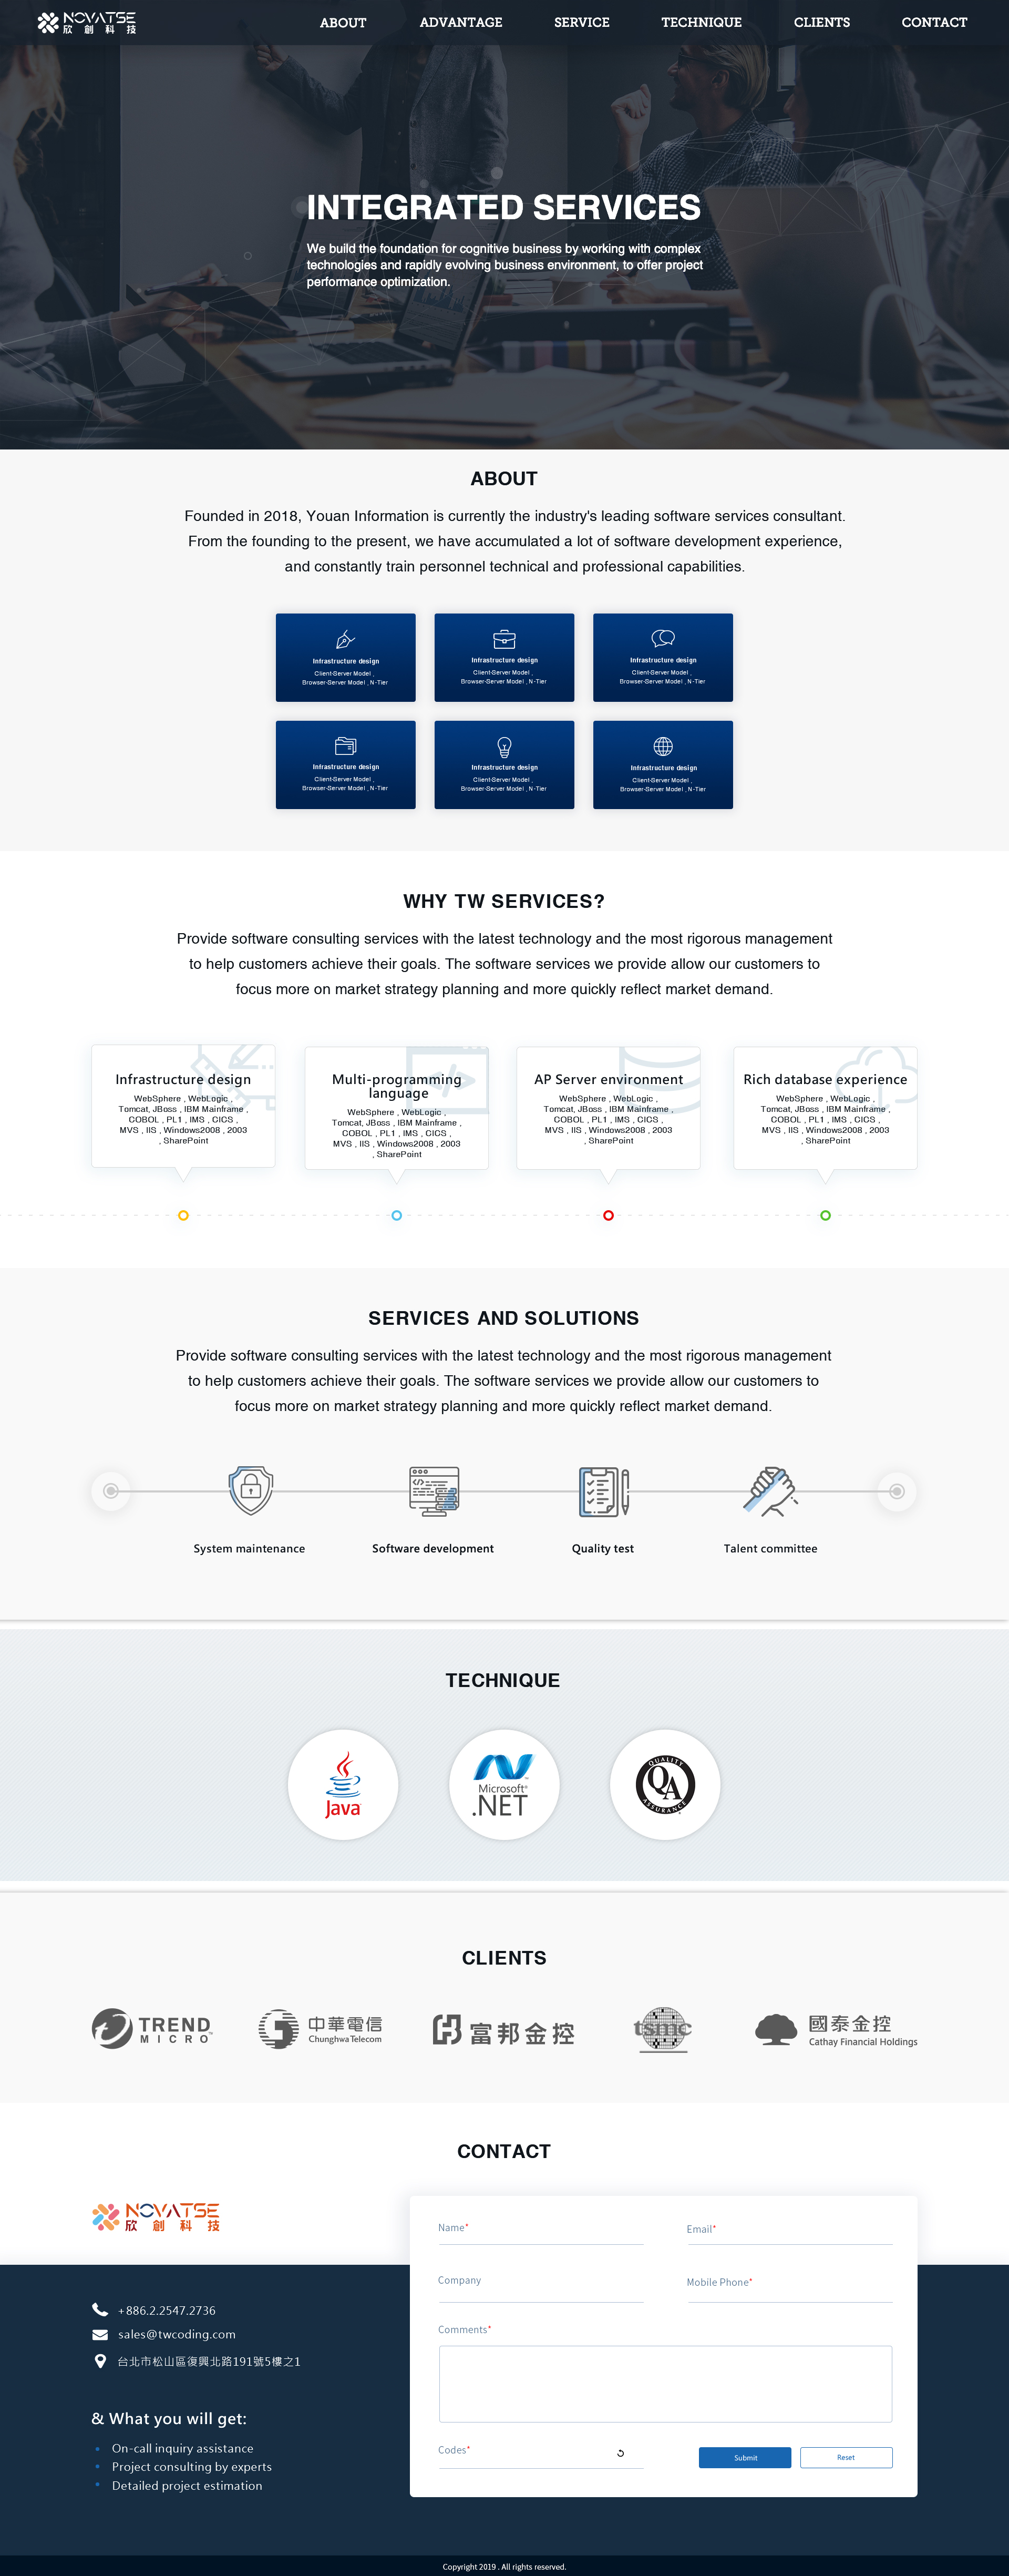 NOVATSE
欣創科技
ABOUT
ADVANTAGE
SERVICE
TECHNIQUE
CLIENTS
CONTACT
INTEGRATED SERVICES
We build the foundation for cognitive business by working with complex
technologies and rapidly evolving business environment, to offer project
performance optimization.
ABOUT
Founded in 2018, Youan Information is currently the industry's leading software services consultant.
From the founding to the present, we have accumulated a lot of software development experience,
and constantly train personnel technical and professional capabilities.
Infrastructure design
Client-Server Model ,
Browser-Server Model , N-Tier
Infrastructure design
Client-Server Model ,
Browser-Server Model , N-Tier
Infrastructure design
Client-Server Model ,
Browser-Server Model , N-Tier
Infrastructure design
Client-Server Model ,
Browser-Server Model , N-Tier
Infrastructure design
Client-Server Model ,
Browser-Server Model , N-Tier
Infrastructure design
Client-Server Model ,
Browser-Server Model , N-Tier
WHY TW SERVICES?
Provide software consulting services with the latest technology and the most rigorous management
to help customers achieve their goals. The software services we provide allow our customers to
focus more on market strategy planning and more quickly reflect market demand.
Infrastructure design
WebSphere , WebLogic ,
Tomcat, JBoss , IBM Mainframe ,
COBOL , PL1 , IMS , CICS ,
MVS , IIS , Windows2008 , 2003
, SharePoint
Multi-programming
language
WebSphere , WebLogic ,
Tomcat, JBoss , IBM Mainframe ,
COBOL , PL1 , IMS , CICS ,
MVS , IIS , Windows2008 , 2003
, SharePoint
AP Server environment
WebSphere , WebLogic ,
Tomcat, JBoss , IBM Mainframe ,
COBOL , PL1 , IMS , CICS ,
MVS , IIS , Windows2008 , 2003
, SharePoint
Rich database experience
WebSphere , WebLogic ,
Tomcat, JBoss , IBM Mainframe ,
COBOL , PL1 , IMS , CICS ,
MVS , IIS , Windows2008 , 2003
, SharePoint
SERVICES AND SOLUTIONS
Provide software consulting services with the latest technology and the most rigorous management
to help customers achieve their goals. The software services we provide allow our customers to
focus more on market strategy planning and more quickly reflect market demand.
System maintenance
Software development
Quality test
Talent committee
TECHNIQUE
Java
Microsoft®
.NET
QUALITY
QA
ASSURANCE
CLIENTS
TREND
MICRO™
中華電信
Chunghwa Telecom
富邦金控
tsmc
國泰金控
Cathay Financial Holdings
CONTACT
NOVATSE
欣創科技
+886.2.2547.2736
sales@twcoding.com
台北市松山區復興北路191號5樓之1
& What you will get:
On-call inquiry assistance
Project consulting by experts
Detailed project estimation
Name*
Email*
Company
Mobile Phone*
Comments*
Codes*
Submit
Reset
Copyright 2019 . All rights reserved.